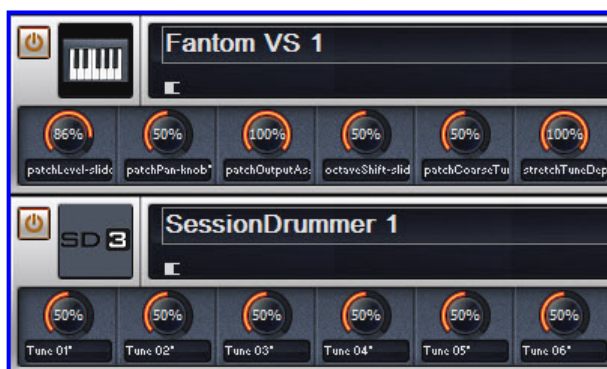 Fantom VS 1
86% 50% 100% 50% 50% 100%
patchLevel-slide patchPan-knob* patchOutputAs: octaveShift-slid patchCoarseTur stretchTuneDep
SD3
SessionDrummer 1
50% 50% 50% 50% 50% 50%
Tune 01* Tune 02* Tune 03* Tune 04* Tune 05* Tune 06*